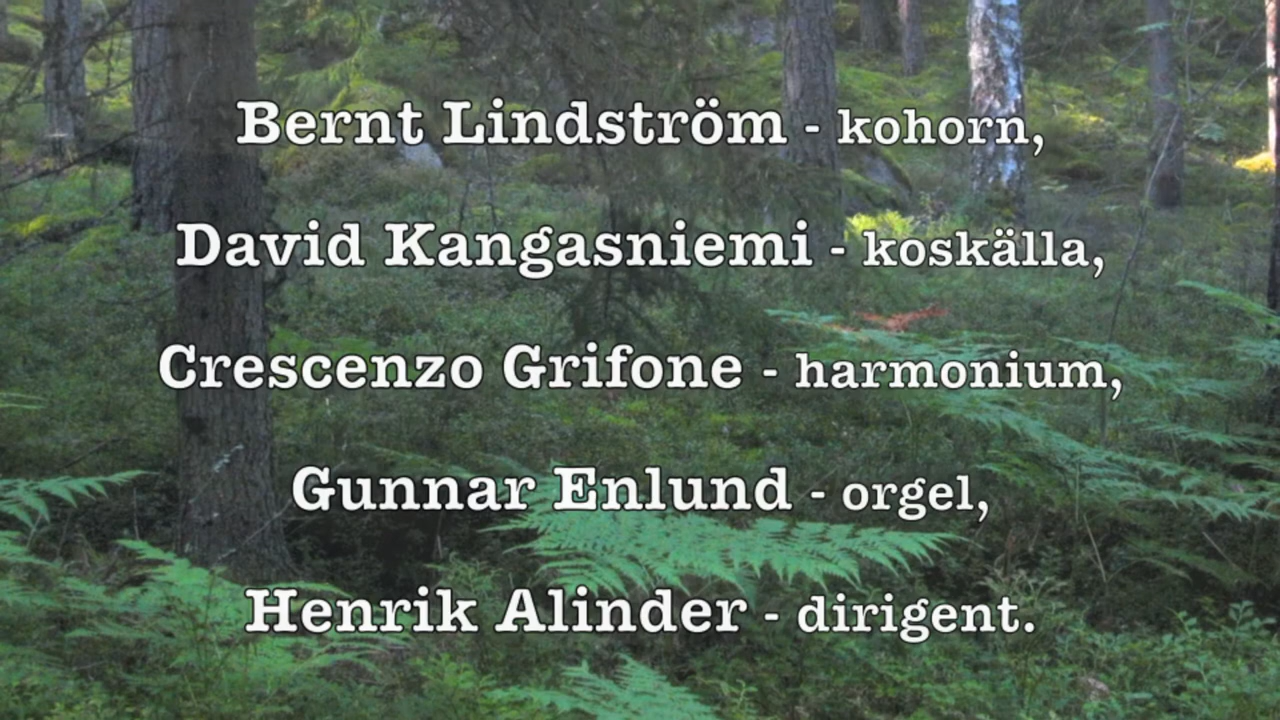 Bernt Lindström - kohorn,
David Kangasniemi - koskälla,
Crescenzo Grifone - harmonium,
Gunnar Enlund - orgel,
Henrik Alinder - dirigent.